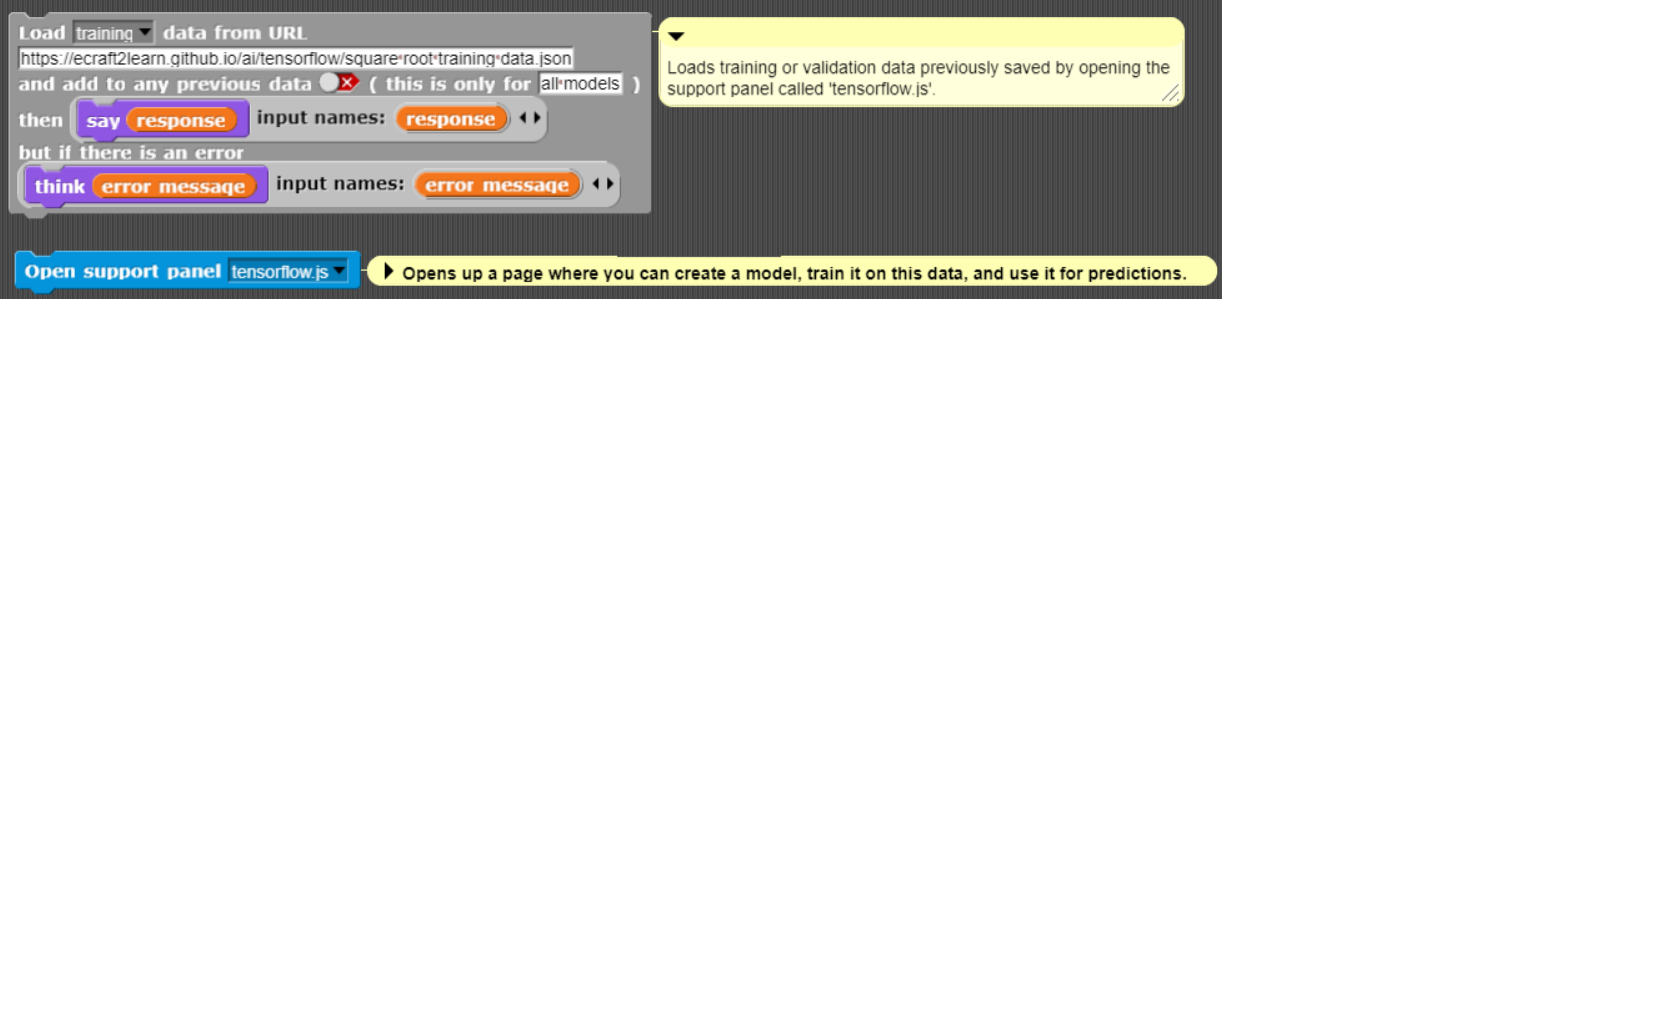 Load training data from URL
https://ecraft2learn.github.io/ai/tensorflow/square root training data.json
and add to any previous data ( this is only for all models )
then say response input names: response
but if there is an error
think error message input names: error message
Loads training or validation data previously saved by opening the
support panel called 'tensorflow.js'.
Open support panel tensorflow.js
Opens up a page where you can create a model, train it on this data, and use it for predictions.